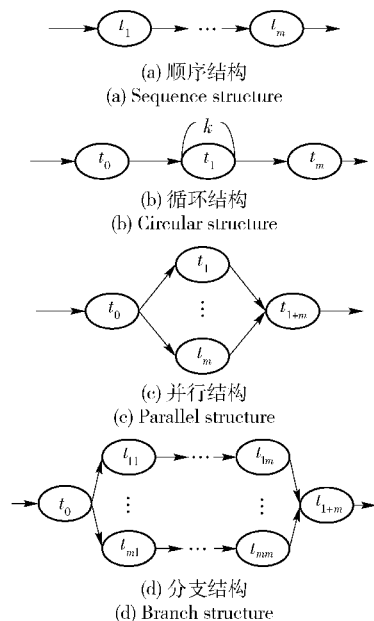 t1 ... tm
(a) 顺序结构
(a) Sequence structure
k
t0 t1 tm
(b) 循环结构
(b) Circular structure
t1
t0 ⋮ t1+m
tm
(c) 并行结构
(c) Parallel structure
t11 ... t1m
t0 ⋮ ⋮ t1+m
tm1 ... tmm
(d) 分支结构
(d) Branch structure